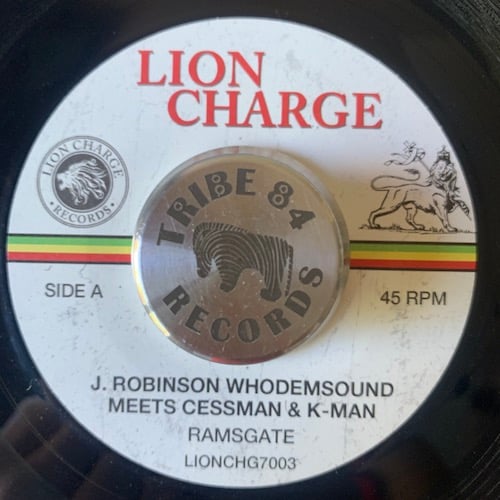 LION
CHARGE
LION CHARGE
RECORDS
TRIBE 84
RECORDS
SIDE A
45 RPM
J. ROBINSON WHODEMSOUND
MEETS CESSMAN & K-MAN
RAMSGATE
LIONCHG7003